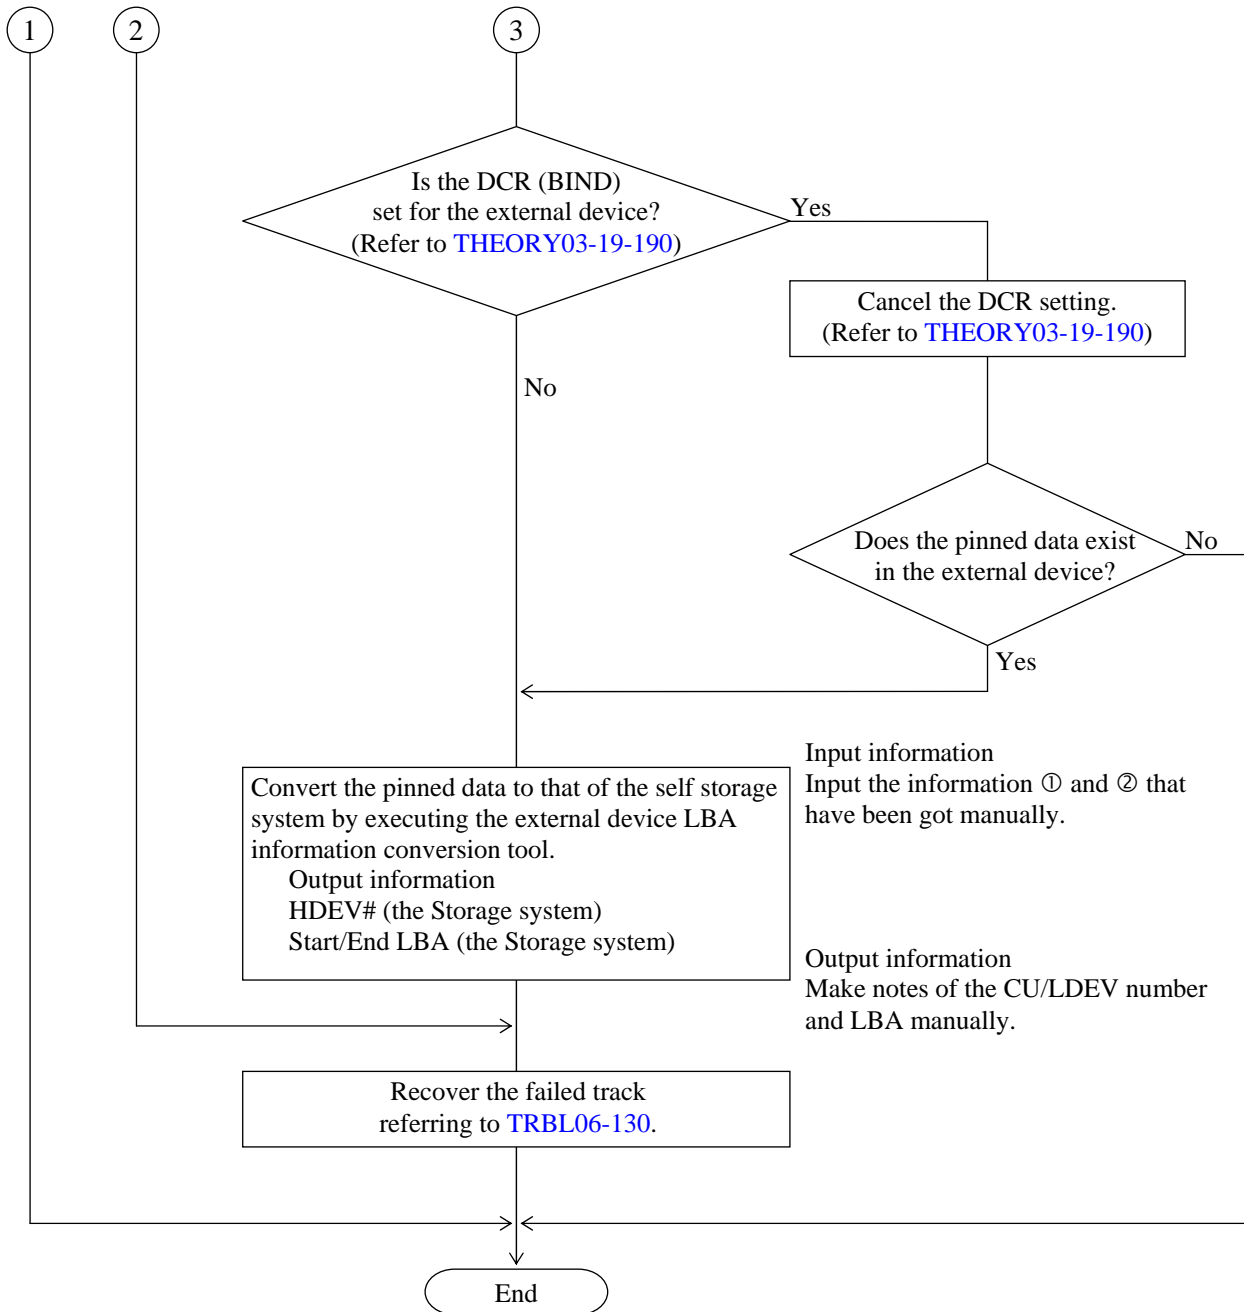 1
2
3
Is the DCR (BIND)
set for the external device?
(Refer to THEORY03-19-190)
Yes
Cancel the DCR setting.
(Refer to THEORY03-19-190)
No
Does the pinned data exist
in the external device?
No
Yes
Convert the pinned data to that of the self storage
system by executing the external device LBA
information conversion tool.
Output information
HDEV# (the Storage system)
Start/End LBA (the Storage system)
Input information
Input the information ① and ② that
have been got manually.
Output information
Make notes of the CU/LDEV number
and LBA manually.
Recover the failed track
referring to TRBL06-130.
End